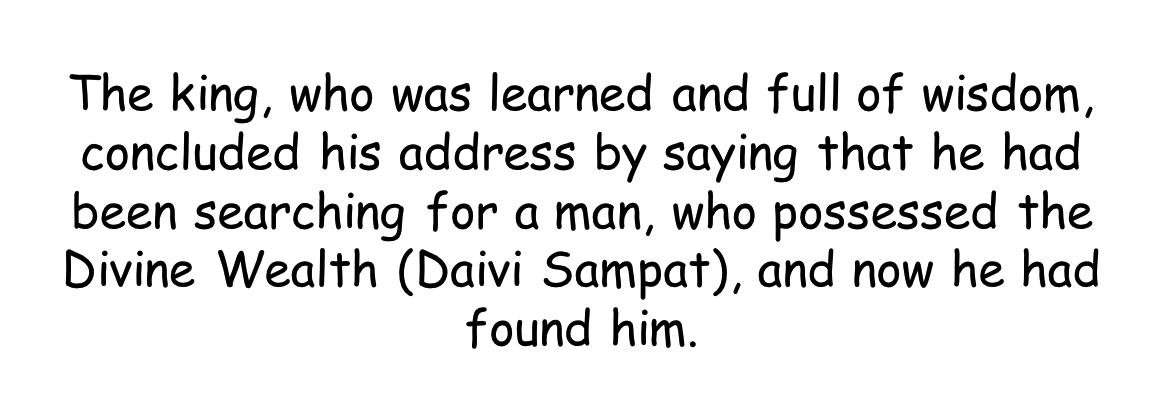 The king, who was learned and full of wisdom,
concluded his address by saying that he had
been searching for a man, who possessed the
Divine Wealth (Daivi Sampat), and now he had
found him.